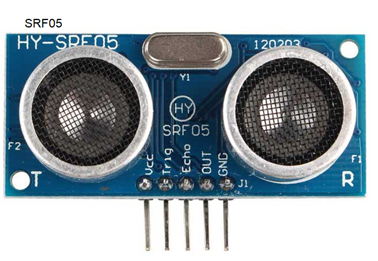 SRF05
HY-SRF05 120203
Y1
HY
SRF05
F2 F1
Vcc Trig Echo OUT GND
T J1 R